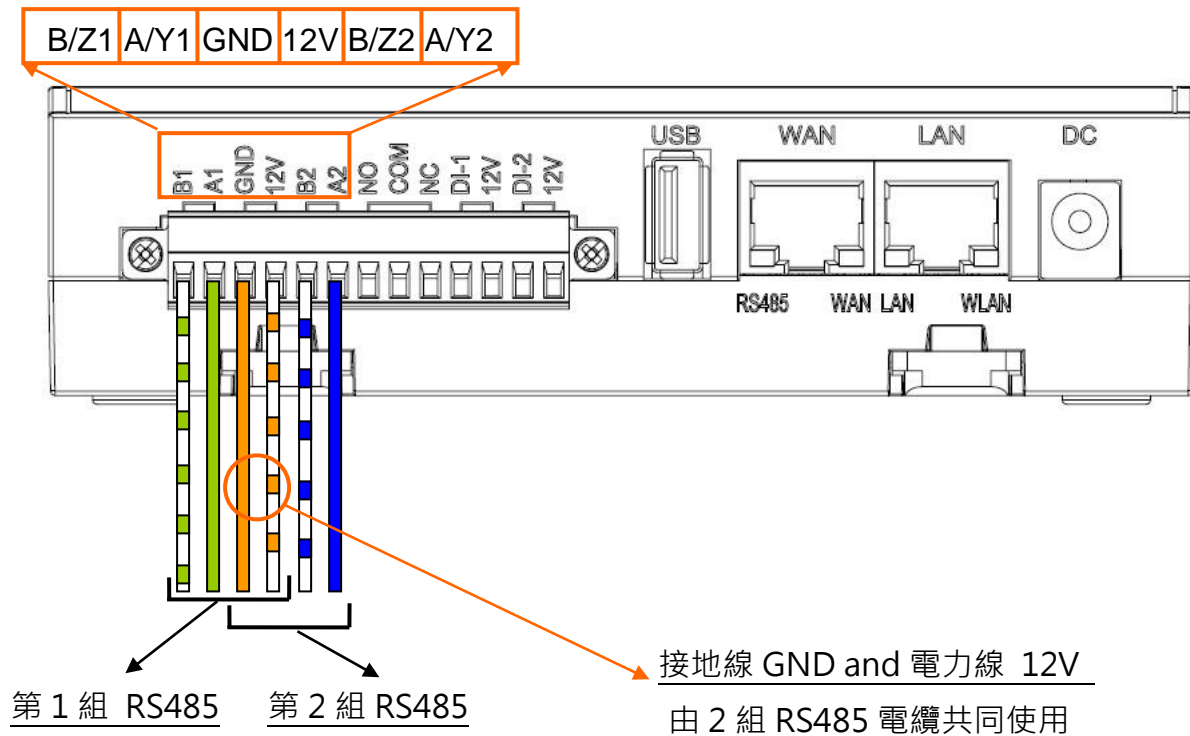 B/Z1 A/Y1 GND 12V B/Z2 A/Y2
USB WAN LAN DC
B1 A1 GND 12V B2 A2 NO COM NC DI-1 12V DI-2 12V
RS485 WAN LAN WLAN
接地線 GND and 電力線 12V
第 1 組 RS485 第 2 組 RS485
由 2 組 RS485 電纜共同使用